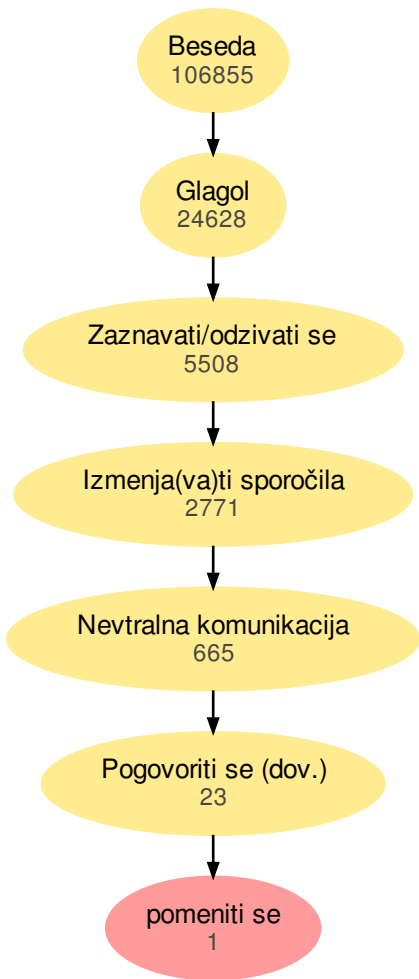 Beseda
106855
Glagol
24628
Zaznavati/odzivati se
5508
Izmenja(va)ti sporočila
2771
Nevtralna komunikacija
665
Pogovoriti se (dov.)
23
pomeniti se
1